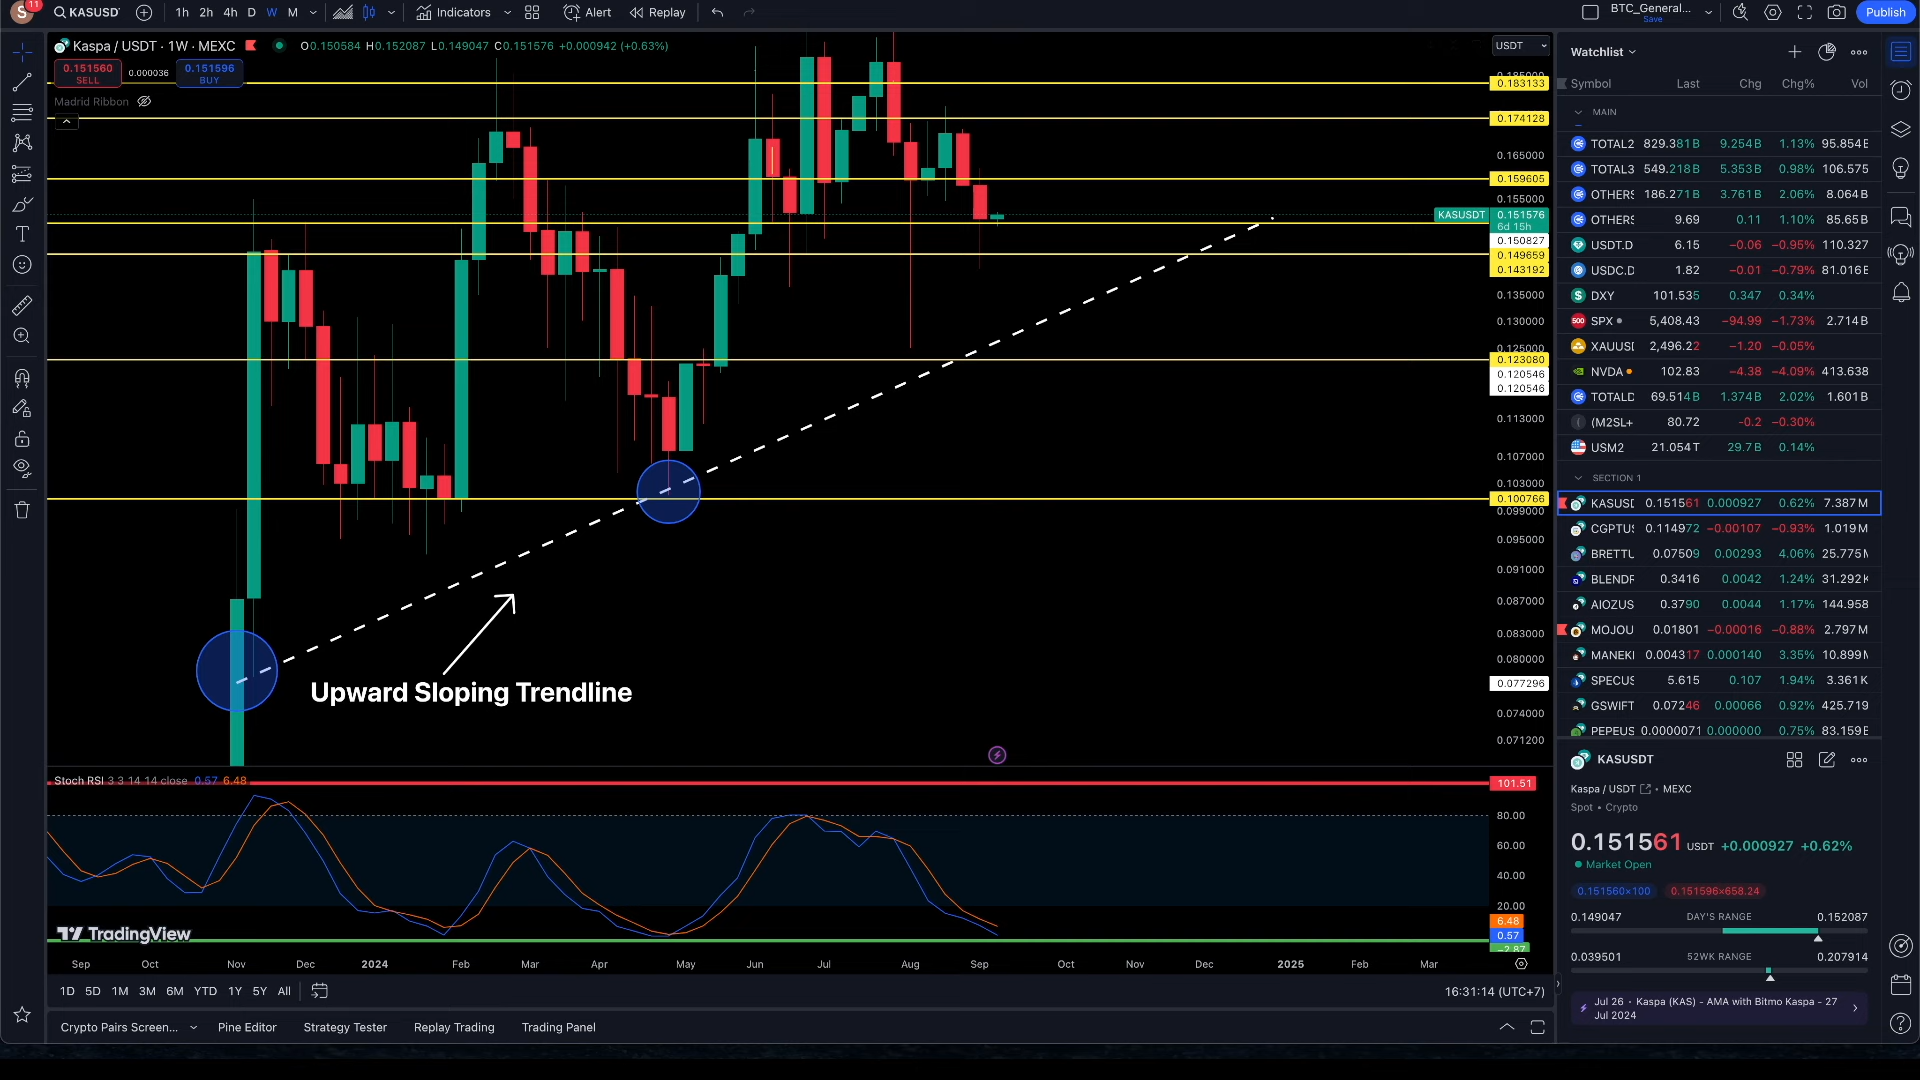 S 11 KASUSDT 1h 2h 4h D W M Indicators Alert Replay BTC_General... Save Publish
Kaspa / USDT · 1W · MEXC O0.150584 H0.152087 L0.149047 C0.151576 +0.000942 (+0.63%)
0.151560 SELL 0.000036 0.151596 BUY
Madrid Ribbon
USDT
0.185000
0.183133
0.174128
0.165000
0.159605
0.155000
KASUSDT 0.151576
6d 15h
0.150827
0.149659
0.143192
0.135000
0.130000
0.125000
0.123080
0.120546
0.120546
0.113000
0.107000
0.103000
0.100766
0.099000
0.095000
0.091000
0.087000
0.083000
0.080000
0.077296
0.074000
0.071200
Upward Sloping Trendline
Stoch RSI 3 3 14 14 close 0.57 6.48
101.51
80.00
60.00
40.00
20.00
6.48
0.57
−2.87
TradingView
Sep Oct Nov Dec 2024 Feb Mar Apr May Jun Jul Aug Sep Oct Nov Dec 2025 Feb Mar
1D 5D 1M 3M 6M YTD 1Y 5Y All 16:31:14 (UTC+7)
Crypto Pairs Screen... Pine Editor Strategy Tester Replay Trading Trading Panel
Watchlist
Symbol Last Chg Chg% Vol
MAIN
TOTAL2 829.381B 9.254B 1.13% 95.854B
TOTAL3 549.218B 5.353B 0.98% 106.575
OTHERS 186.271B 3.761B 2.06% 8.064B
OTHERS 9.69 0.11 1.10% 85.65B
USDT.D 6.15 −0.06 −0.95% 110.327
USDC.D 1.82 −0.01 −0.79% 81.016B
DXY 101.535 0.347 0.34%
SPX 5,408.43 −94.99 −1.73% 2.714B
XAUUSD 2,496.22 −1.20 −0.05%
NVDA 102.83 −4.38 −4.09% 413.638
TOTALD 69.514B 1.374B 2.02% 1.601B
(M2SL+ 80.72 −0.2 −0.30%
USM2 21.054T 29.7B 0.14%
SECTION 1
KASUSD 0.151561 0.000927 0.62% 7.387M
CGPTUS 0.114972 −0.00107 −0.93% 1.019M
BRETTU 0.07509 0.00293 4.06% 25.775M
BLENDR 0.3416 0.0042 1.24% 31.292K
AIOZUS 0.3790 0.0044 1.17% 144.958
MOJOU 0.01801 −0.00016 −0.88% 2.797M
MANEKI 0.004317 0.000140 3.35% 10.899M
SPECUS 5.615 0.107 1.94% 3.361K
GSWIFT 0.07246 0.00066 0.92% 425.719
PEPEUS 0.0000071 0.000000 0.75% 83.159B
KASUSDT
Kaspa / USDT • MEXC
Spot • Crypto
0.151561 USDT +0.000927 +0.62%
Market Open
0.151560×100 0.151596×658.24
0.149047 DAY'S RANGE 0.152087
0.039501 52WK RANGE 0.207914
Jul 26 • Kaspa (KAS) - AMA with Bitmo Kaspa - 27
Jul 2024